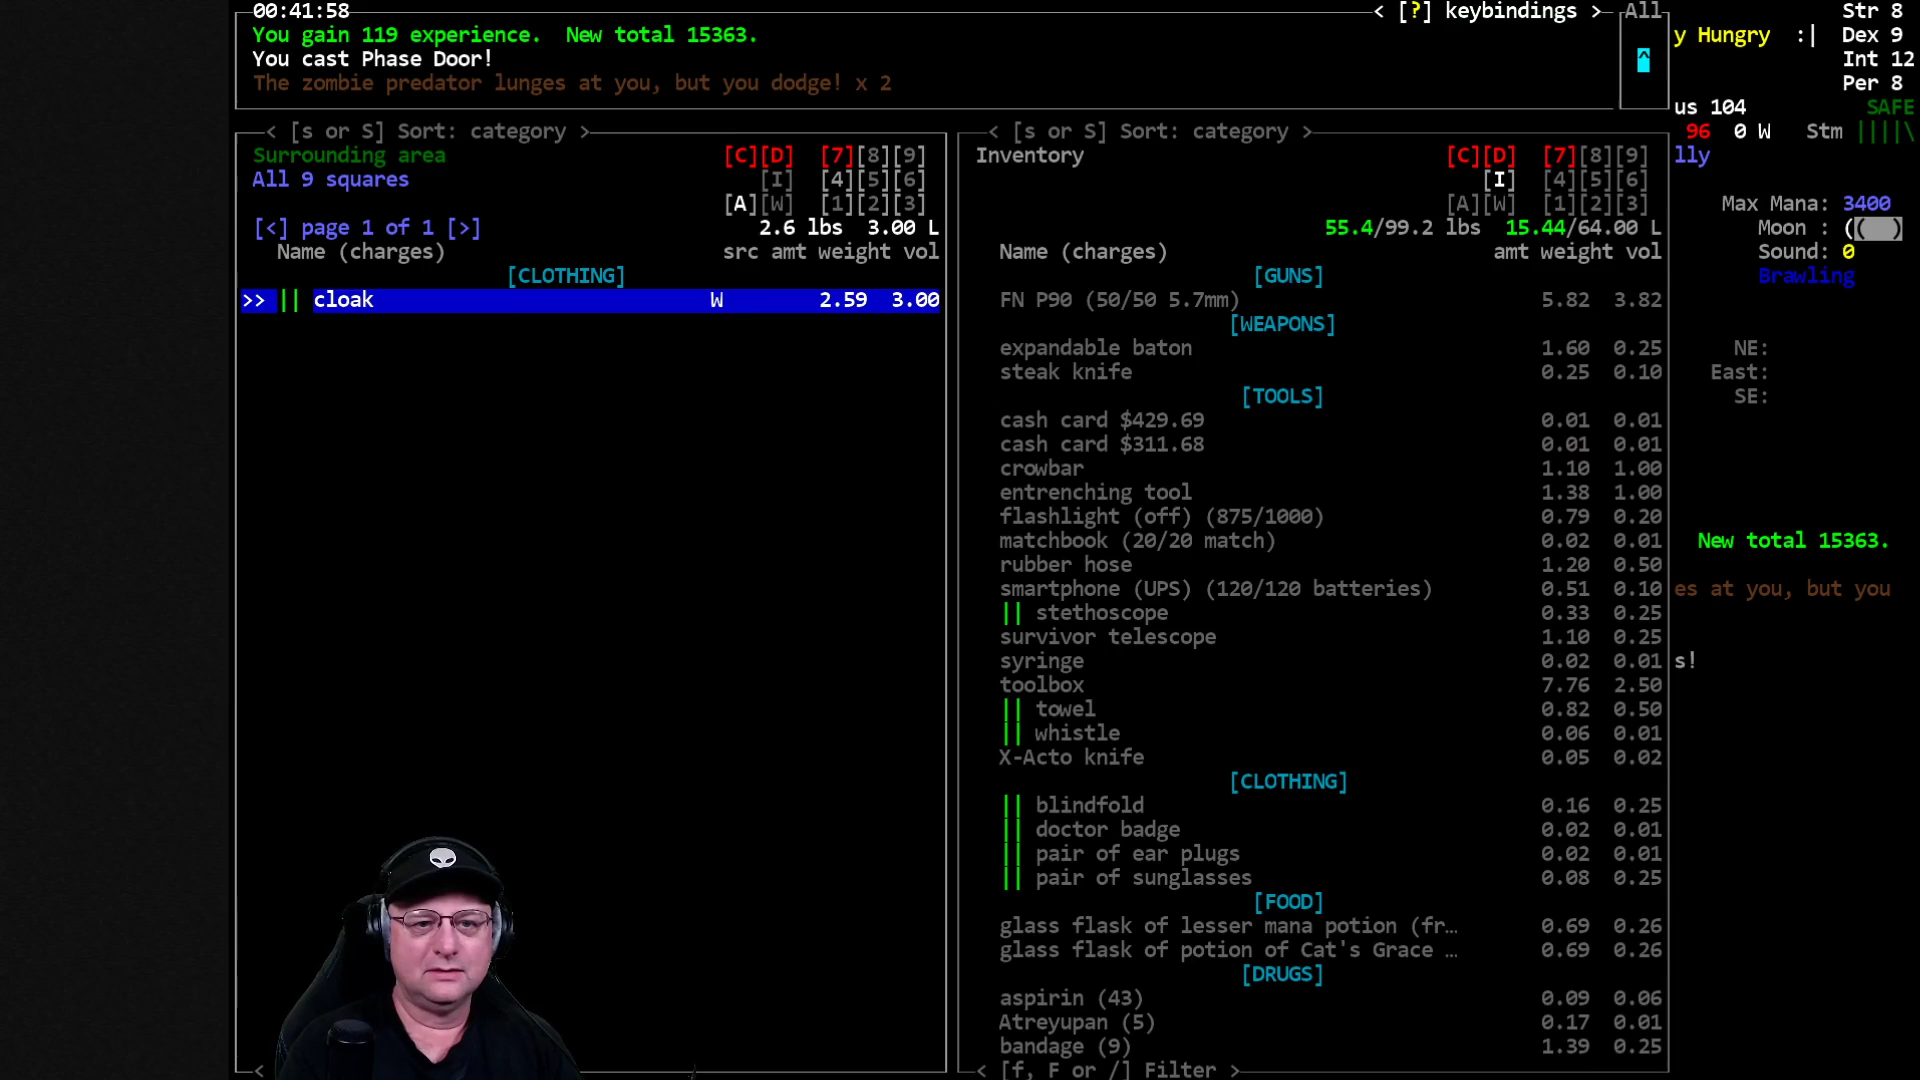 00:41:58
< [?] keybindings >
All
Str 8
You gain 119 experience. New total 15363.
y Hungry :|
Dex 9
You cast Phase Door!
^
Int 12
The zombie predator lunges at you, but you dodge! x 2
Per 8
us 104 SAFE
96 0 W Stm ||||\
< [s or S] Sort: category >
Surrounding area [C][D] [7][8][9]
All 9 squares [I] [4][5][6]
[A][W] [1][2][3]
[<] page 1 of 1 [>] 2.6 lbs 3.00 L
Name (charges) src amt weight vol
[CLOTHING]
>> || cloak W 2.59 3.00
< [s or S] Sort: category >
Inventory [C][D] [7][8][9]
[I] [4][5][6]
[A][W] [1][2][3]
55.4/99.2 lbs 15.44/64.00 L
Name (charges) amt weight vol
[GUNS]
FN P90 (50/50 5.7mm) 5.82 3.82
[WEAPONS]
expandable baton 1.60 0.25
steak knife 0.25 0.10
[TOOLS]
cash card $429.69 0.01 0.01
cash card $311.68 0.01 0.01
crowbar 1.10 1.00
entrenching tool 1.38 1.00
flashlight (off) (875/1000) 0.79 0.20
matchbook (20/20 match) 0.02 0.01
rubber hose 1.20 0.50
smartphone (UPS) (120/120 batteries) 0.51 0.10
|| stethoscope 0.33 0.25
survivor telescope 1.10 0.25
syringe 0.02 0.01
toolbox 7.76 2.50
|| towel 0.82 0.50
|| whistle 0.06 0.01
X-Acto knife 0.05 0.02
[CLOTHING]
|| blindfold 0.16 0.25
|| doctor badge 0.02 0.01
|| pair of ear plugs 0.02 0.01
|| pair of sunglasses 0.08 0.25
[FOOD]
glass flask of lesser mana potion (fr… 0.69 0.26
glass flask of potion of Cat's Grace … 0.69 0.26
[DRUGS]
aspirin (43) 0.09 0.06
Atreyupan (5) 0.17 0.01
bandage (9) 1.39 0.25
< [f, F or /] Filter >
<
lly
Max Mana: 3400
Moon : (( )
Sound: 0
Brawling
NE:
East:
SE:
New total 15363.
es at you, but you
s!